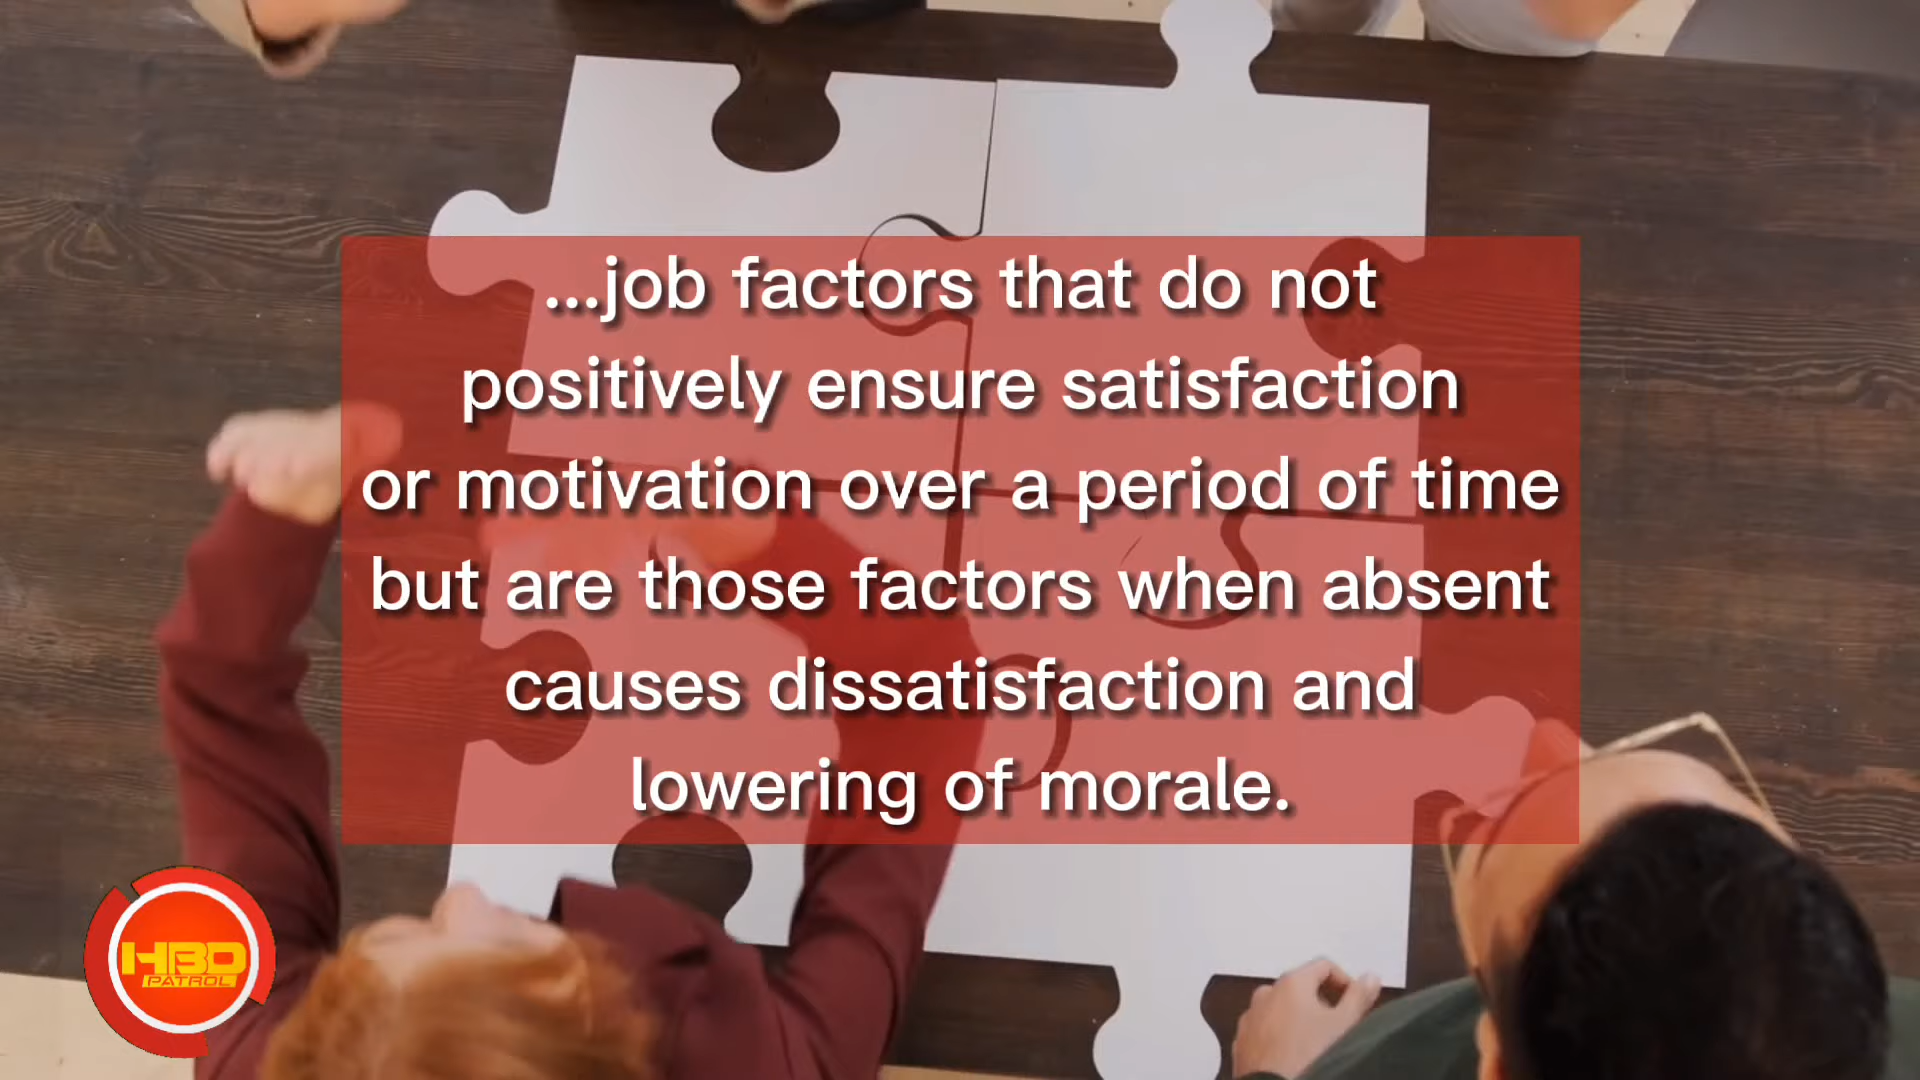 ...job factors that do not
positively ensure satisfaction
or motivation over a period of time
but are those factors when absent
causes dissatisfaction and
lowering of morale.
HBO
PATROL